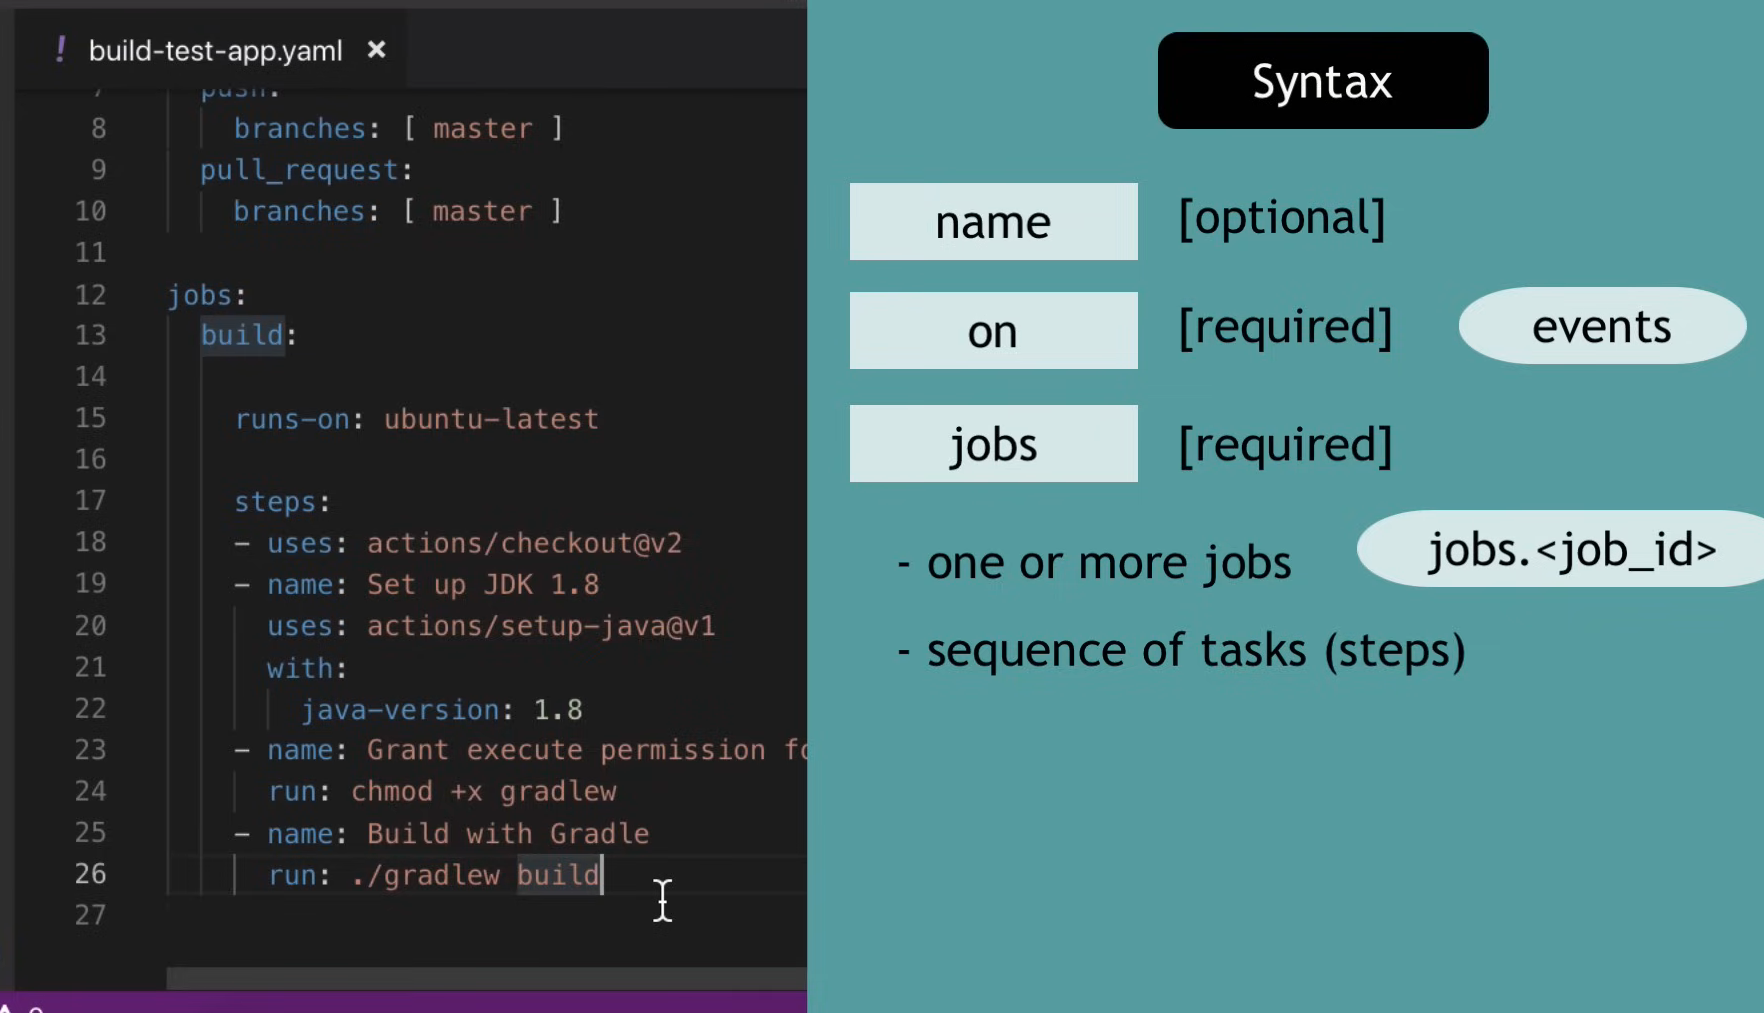 ! build-test-app.yaml ×
7 push:
8 branches: [ master ]
9 pull_request:
10 branches: [ master ]
11
12 jobs:
13 build:
14
15 runs-on: ubuntu-latest
16
17 steps:
18 - uses: actions/checkout@v2
19 - name: Set up JDK 1.8
20 uses: actions/setup-java@v1
21 with:
22 java-version: 1.8
23 - name: Grant execute permission fo
24 run: chmod +x gradlew
25 - name: Build with Gradle
26 run: ./gradlew build
27
Syntax
name [optional]
on [required] events
jobs [required]
- one or more jobs jobs.<job_id>
- sequence of tasks (steps)